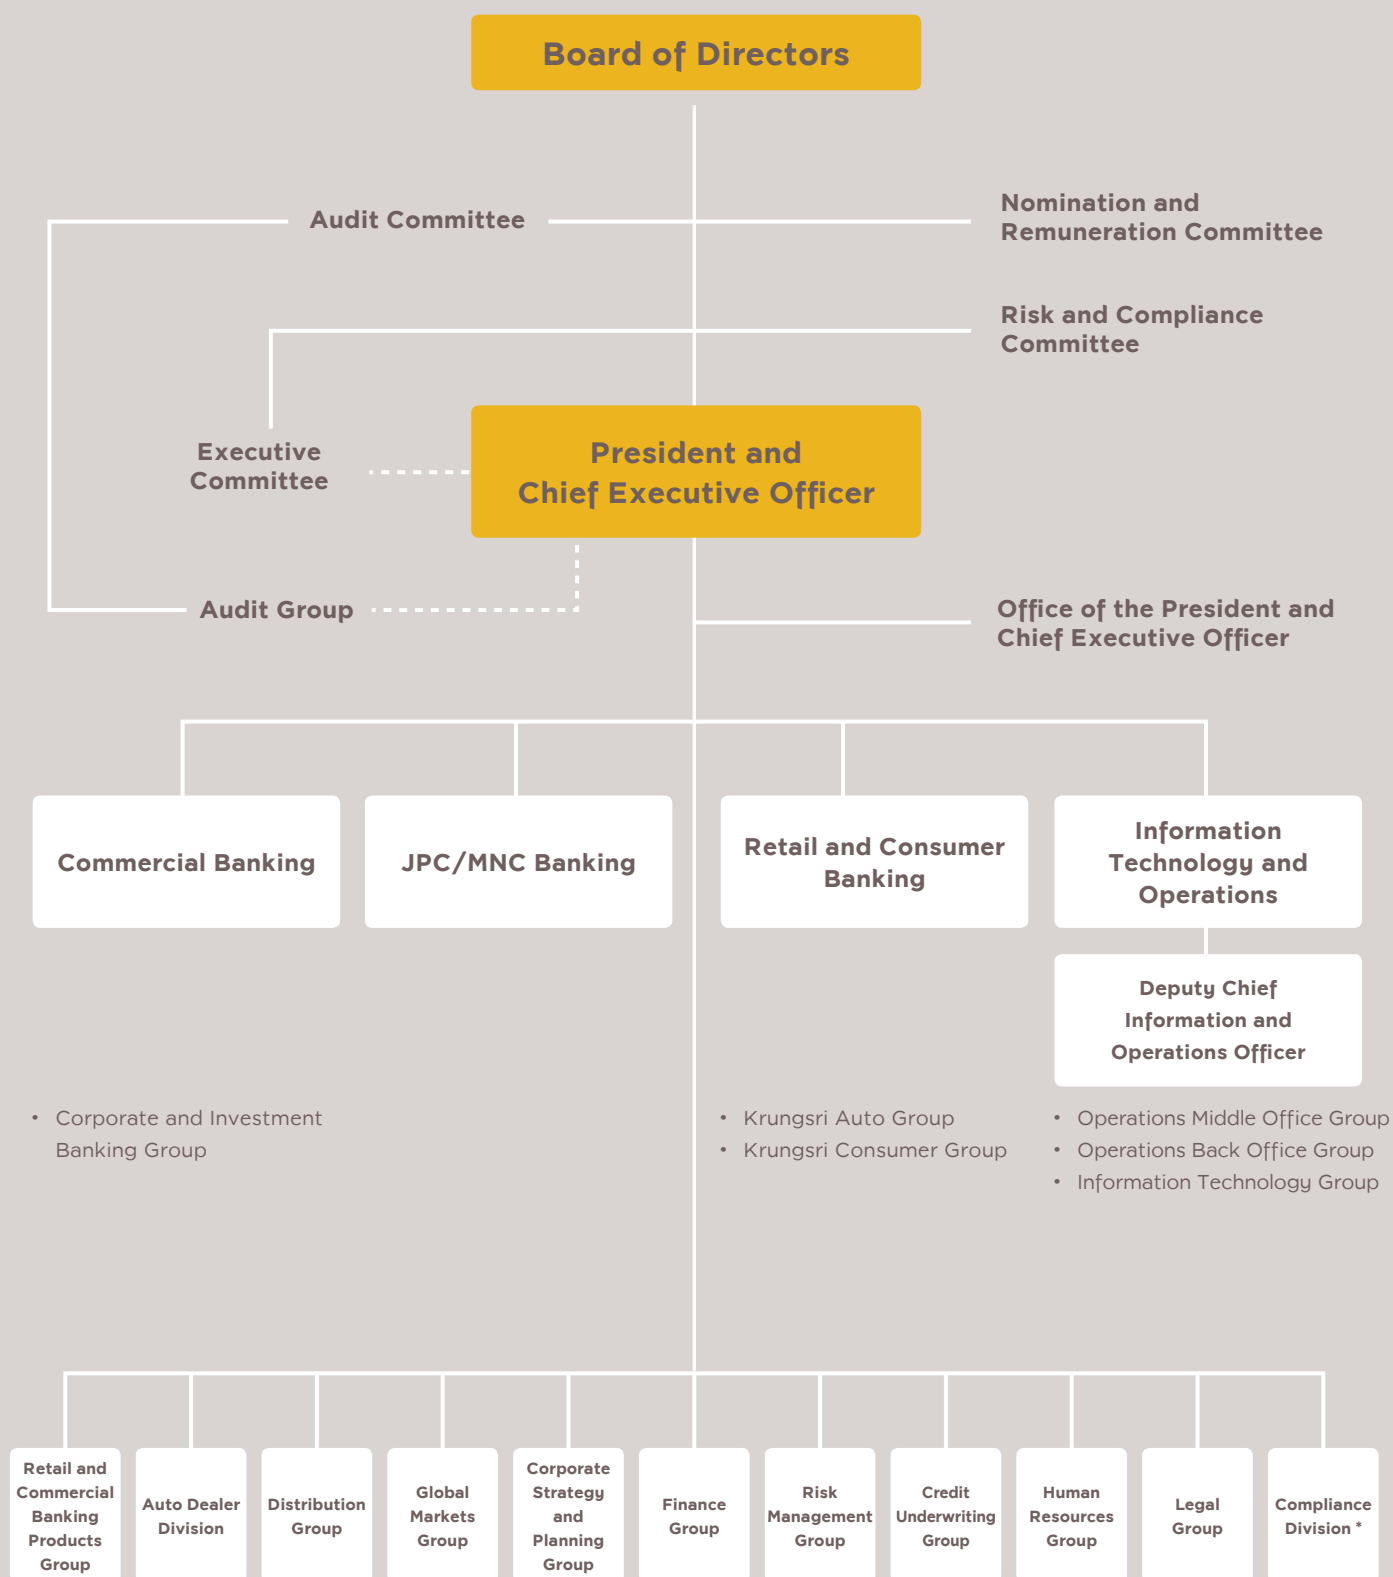 Board of Directors
Audit Committee
Nomination and
Remuneration Committee
Risk and Compliance
Committee
Executive
Committee
President and
Chief Executive Officer
Audit Group
Office of the President and
Chief Executive Officer
Commercial Banking
JPC/MNC Banking
Retail and Consumer
Banking
Information
Technology and
Operations
Deputy Chief
Information and
Operations Officer
• Corporate and Investment
Banking Group
• Krungsri Auto Group
• Krungsri Consumer Group
• Operations Middle Office Group
• Operations Back Office Group
• Information Technology Group
Retail and
Commercial
Banking
Products
Group
Auto Dealer
Division
Distribution
Group
Global
Markets
Group
Corporate
Strategy
and
Planning
Group
Finance
Group
Risk
Management
Group
Credit
Underwriting
Group
Human
Resources
Group
Legal
Group
Compliance
Division *